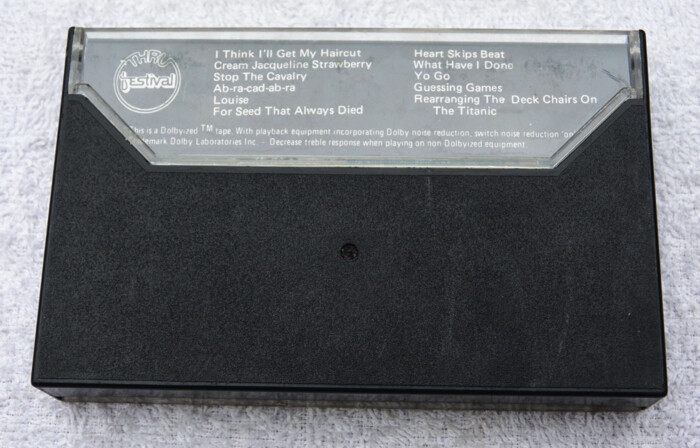 THRU
Festival
I Think I'll Get My Haircut
Cream Jacqueline Strawberry
Stop The Cavalry
Ab-ra-cad-ab-ra
Louise
For Seed That Always Died
Heart Skips Beat
What Have I Done
Yo Go
Guessing Games
Rearranging The Deck Chairs On
The Titanic
This is a Dolby-ized TM tape. With playback equipment incorporating Dolby noise reduction, switch noise reduction 'on
Dolby Laboratories Inc · Decrease treble response when playing on non Dolbyized equipment.